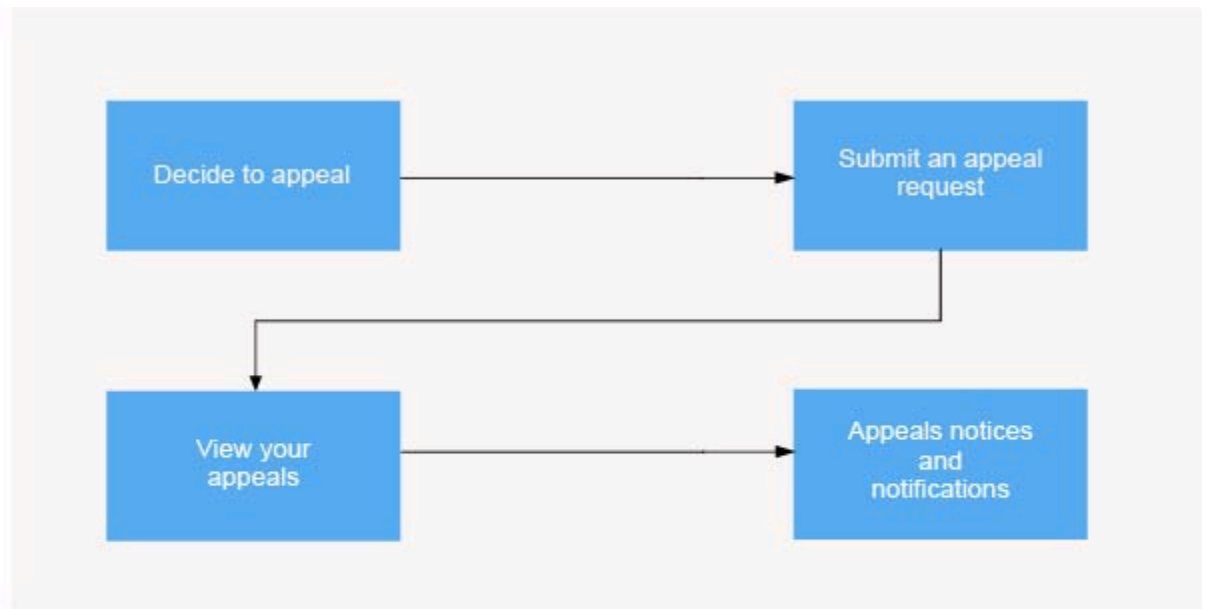 Decide to appeal
Submit an appeal
request
View your
appeals
Appeals notices
and
notifications